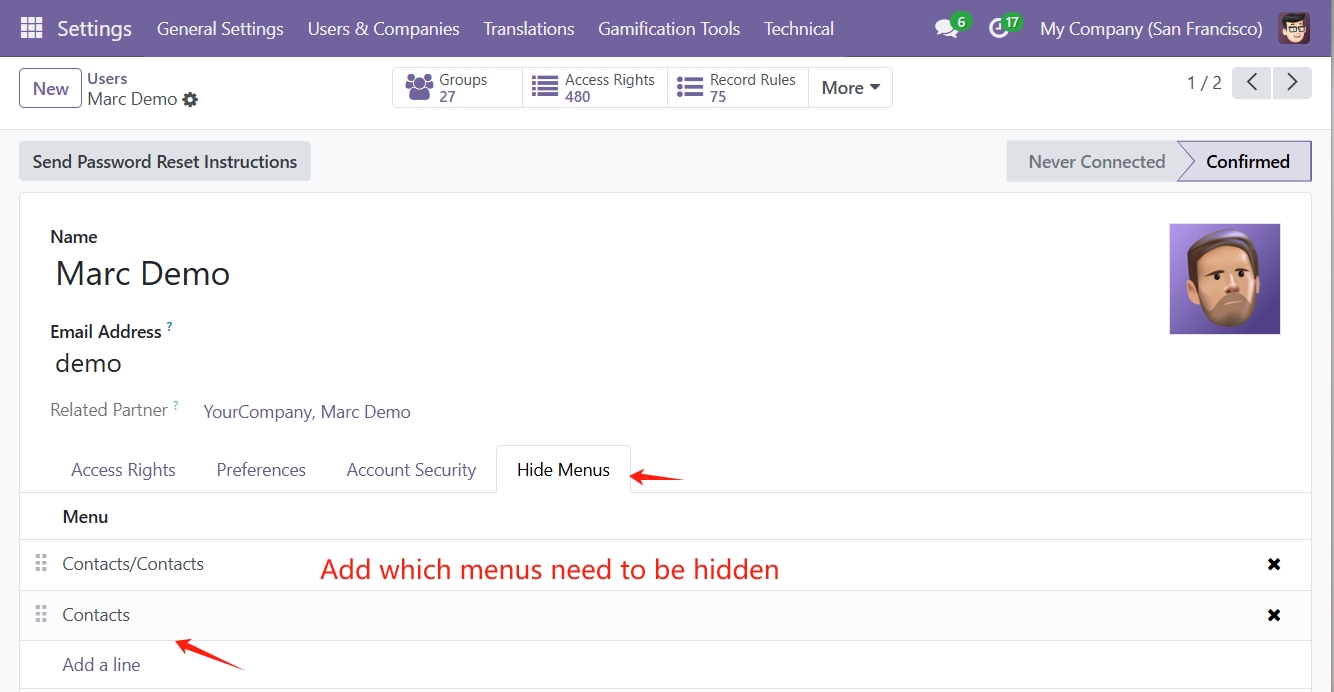 Settings General Settings Users & Companies Translations Gamification Tools Technical 6 17 My Company (San Francisco)
New Users Groups 27 Access Rights 480 Record Rules 75 More 1 / 2
Marc Demo
Send Password Reset Instructions Never Connected Confirmed
Name
Marc Demo
Email Address ?
demo
Related Partner ? YourCompany, Marc Demo
Access Rights Preferences Account Security Hide Menus
Menu
Contacts/Contacts Add which menus need to be hidden
Contacts
Add a line